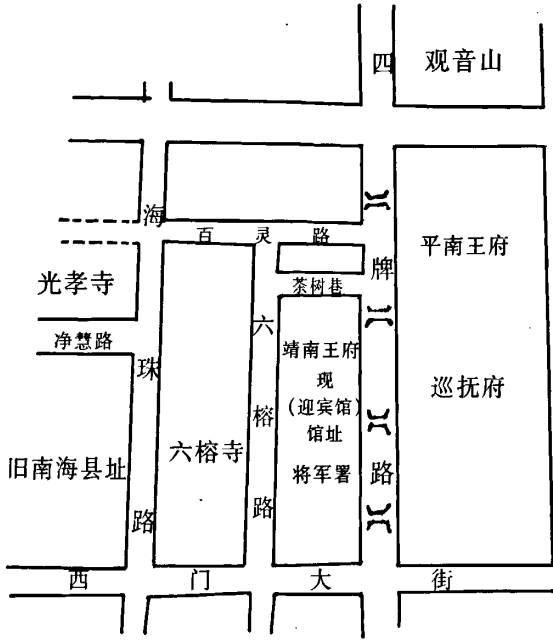 观音山
四牌路
海珠路
百灵路
平南王府
光孝寺
茶树巷
净慧路
六榕路
靖南王府
现
(迎宾馆)
馆址
将军署
巡抚府
六榕寺
旧南海县址
西门大街